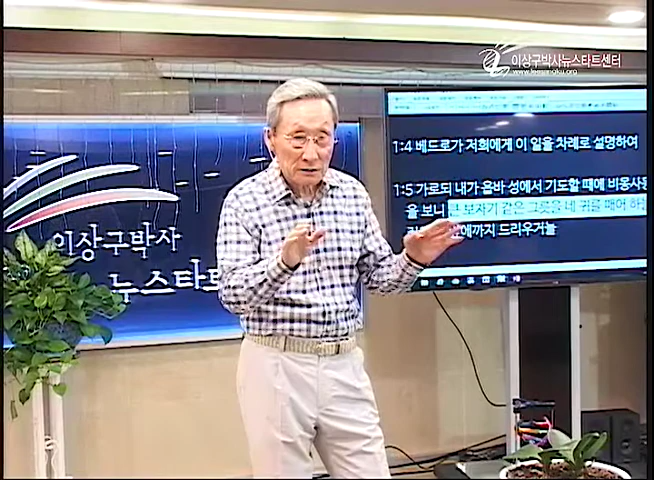 이상구박사뉴스타트센터
1:4 베드로가 저희에게 이 일을 차례로 설명하여
1:5 가로되 내가 욥바 성에서 기도할 때에 비몽사몽
을 보니 큰 보자기 같은 그릇을 네 귀를 매어
앞에까지 드리우거늘
이상구박사
뉴스타트